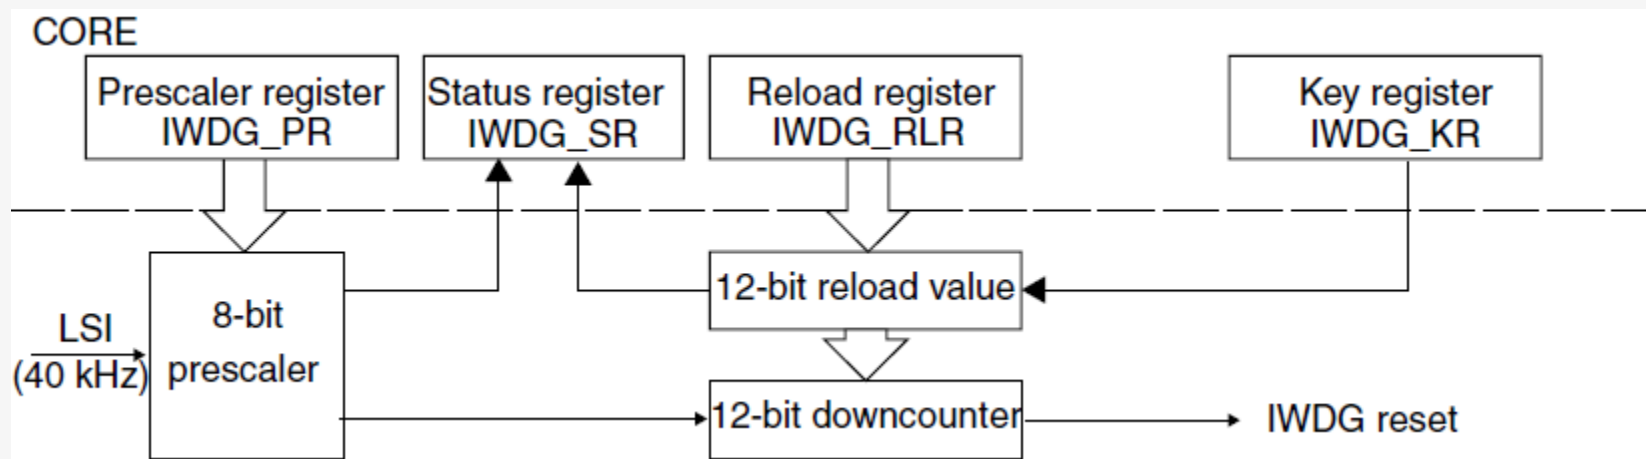 CORE
Prescaler register
IWDG_PR
Status register
IWDG_SR
Reload register
IWDG_RLR
Key register
IWDG_KR
LSI
(40 kHz)
8-bit
prescaler
12-bit reload value
12-bit downcounter
IWDG reset